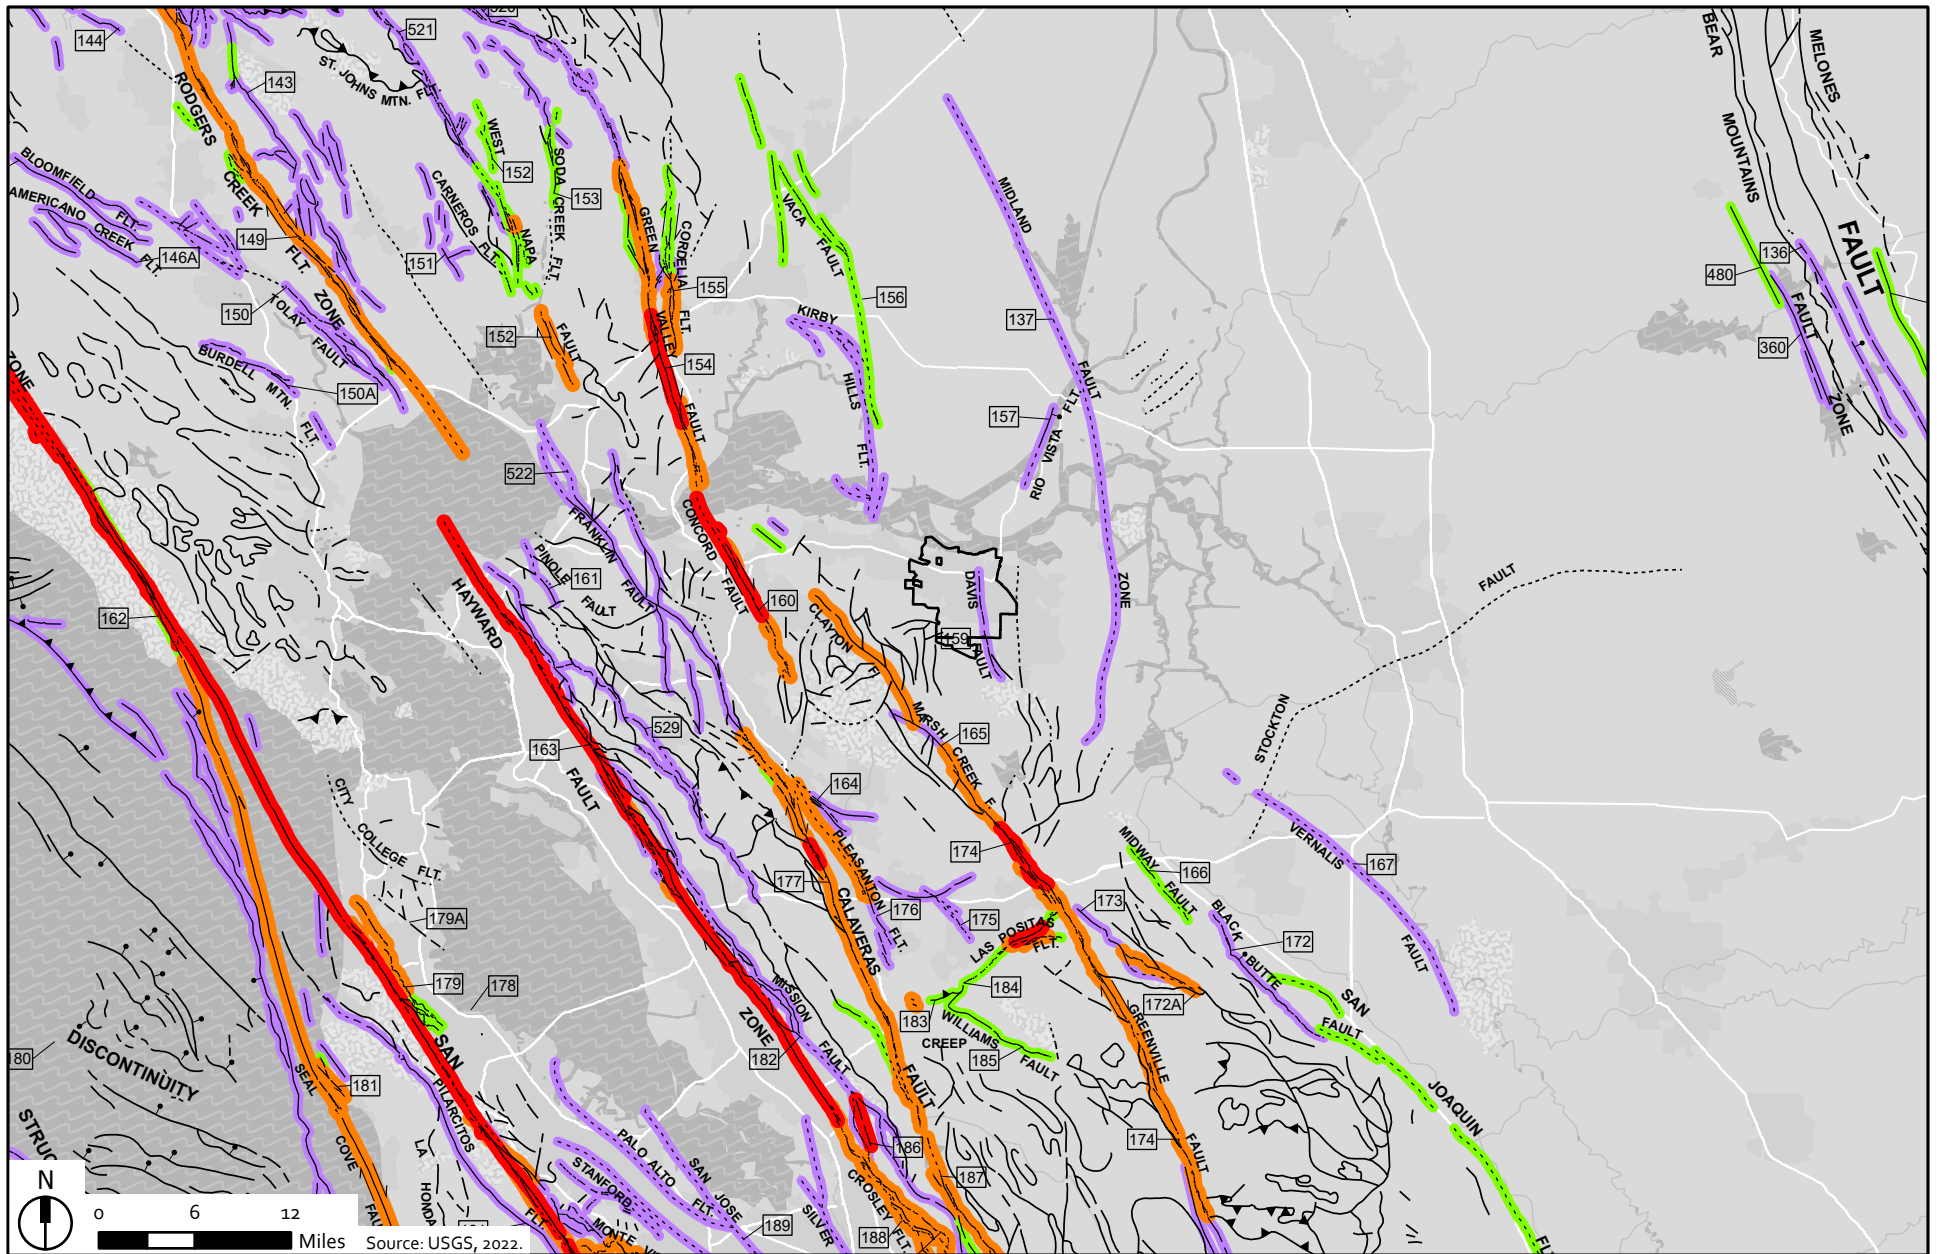 144
521
ST. JOHNS MTN. FLT.
BEAR
MELONES
RODGERS
143
WEST
152
SODA
153
CREEK
FLT.
BLOOMFIELD
FLT.
AMERICANO
CREEK
FLT.
146A
CREEK
149
FLT.
ZONE
CARNEROS
FLT.
151
NAPA
GREEN
CORDELIA
FLT.
155
VACA
FAULT
156
MIDLAND
MOUNTAINS
FAULT
136
480
FAULT
360
ZONE
150
TOLAY
FAULT
152
FAULT
VALLEY
154
KIRBY
HILLS
FLT.
137
FAULT
BURDELL
MTN.
FLT.
150A
ZONE
FAULT
157
RIO VISTA FLT.
522
FRANKLIN
FAULT
CONCORD
FAULT
PINOLE
161
FAULT
HAYWARD
160
CLAYTON
F.
DAVIS
159
FAULT
ZONE
FAULT
162
MARSH
CREEK
F.
165
STOCKTON
529
163
FAULT
CITY
COLLEGE FLT.
164
PLEASANTON
FLT.
174
MIDWAY
FAULT
166
VERNALIS
167
FAULT
177
CALAVERAS
176
175
173
179A
LAS POSITAS
FLT.
BLACK
BUTTE
172
179
178
MISSION
FAULT
184
183
WILLIAMS
CREEP
185
FAULT
172A
GREENVILLE
SAN
FAULT
180
DISCONTINUITY
SAN
ZONE
182
SEAL
181
PILARCITOS
FAULT
JOAQUIN
COVE
LA
HONDA
PALO ALTO
FLT.
STANFORD
SAN
JOSE
186
174
FAULT
187
CROSLEY
FLT.
188
189
SILVER
MONTE
FLT.
N
0 6 12
Miles
Source: USGS, 2022.